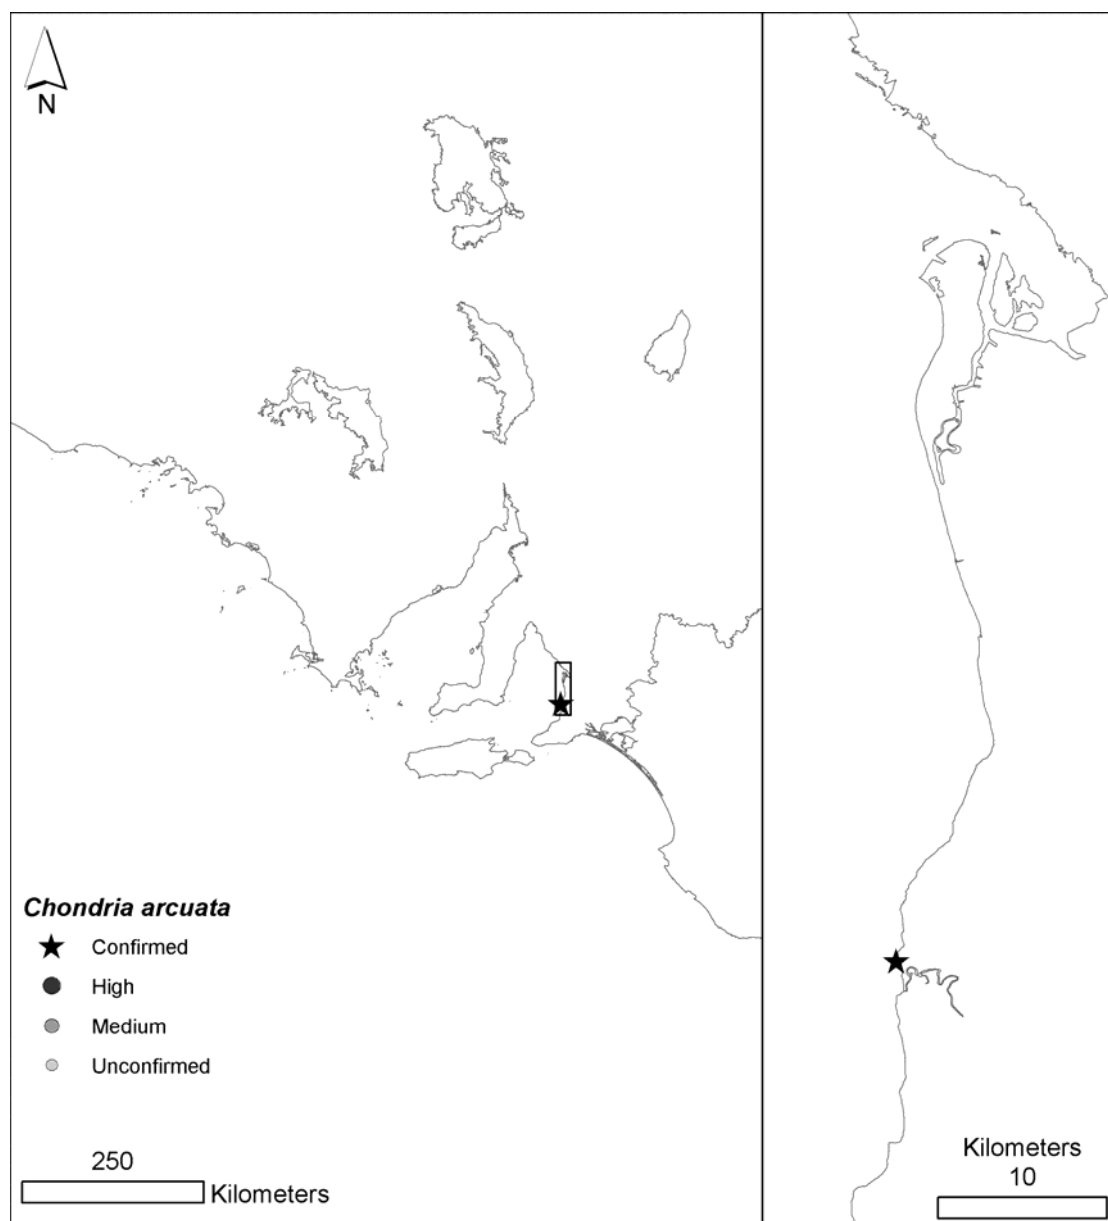 N
Chondria arcuata
Confirmed
High
Medium
Unconfirmed
250
Kilometers
Kilometers
10